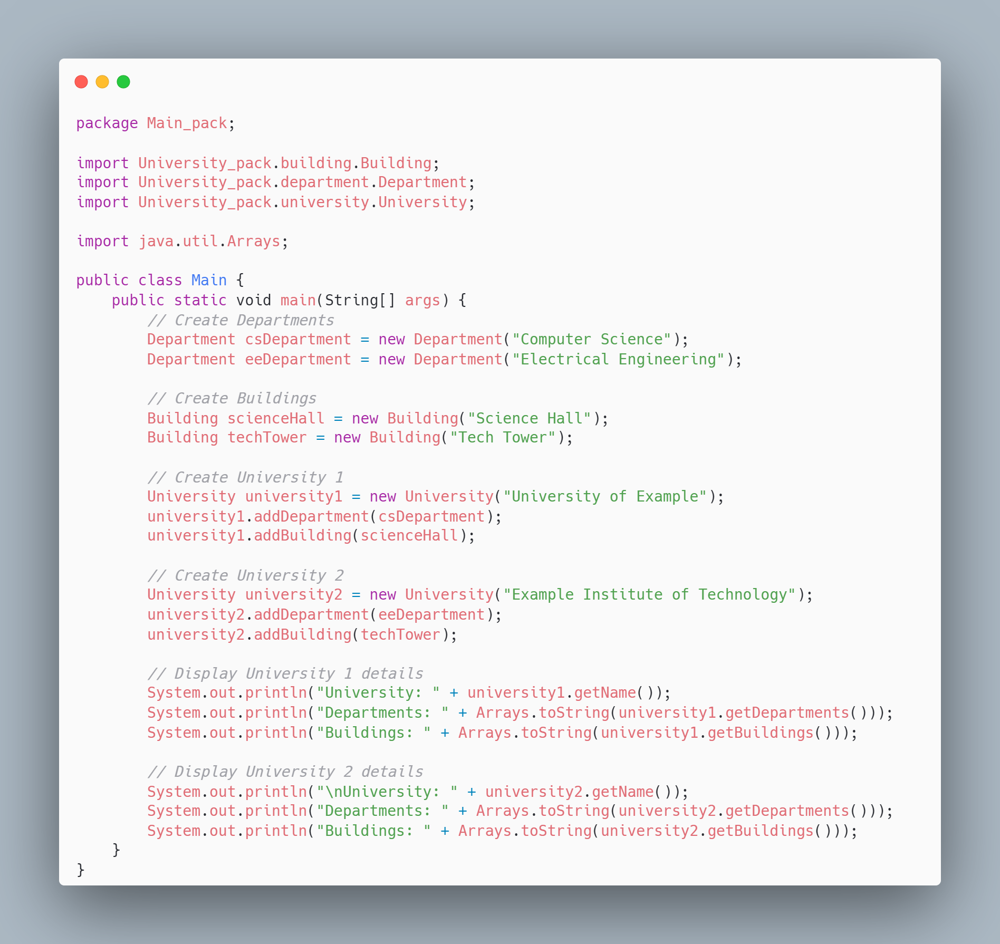 package Main_pack;

import University_pack.building.Building;
import University_pack.department.Department;
import University_pack.university.University;

import java.util.Arrays;

public class Main {
    public static void main(String[] args) {
        // Create Departments
        Department csDepartment = new Department("Computer Science");
        Department eeDepartment = new Department("Electrical Engineering");

        // Create Buildings
        Building scienceHall = new Building("Science Hall");
        Building techTower = new Building("Tech Tower");

        // Create University 1
        University university1 = new University("University of Example");
        university1.addDepartment(csDepartment);
        university1.addBuilding(scienceHall);

        // Create University 2
        University university2 = new University("Example Institute of Technology");
        university2.addDepartment(eeDepartment);
        university2.addBuilding(techTower);

        // Display University 1 details
        System.out.println("University: " + university1.getName());
        System.out.println("Departments: " + Arrays.toString(university1.getDepartments()));
        System.out.println("Buildings: " + Arrays.toString(university1.getBuildings()));

        // Display University 2 details
        System.out.println("\nUniversity: " + university2.getName());
        System.out.println("Departments: " + Arrays.toString(university2.getDepartments()));
        System.out.println("Buildings: " + Arrays.toString(university2.getBuildings()));
    }
}